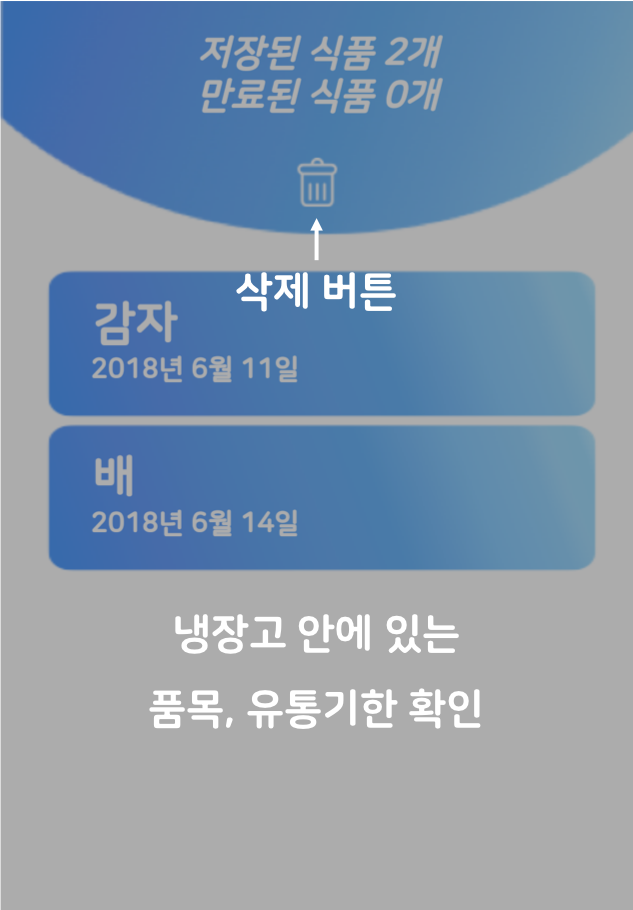 저장된 식품 2개
만료된 식품 0개
삭제 버튼
감자
2018년 6월 11일
배
2018년 6월 14일
냉장고 안에 있는
품목, 유통기한 확인